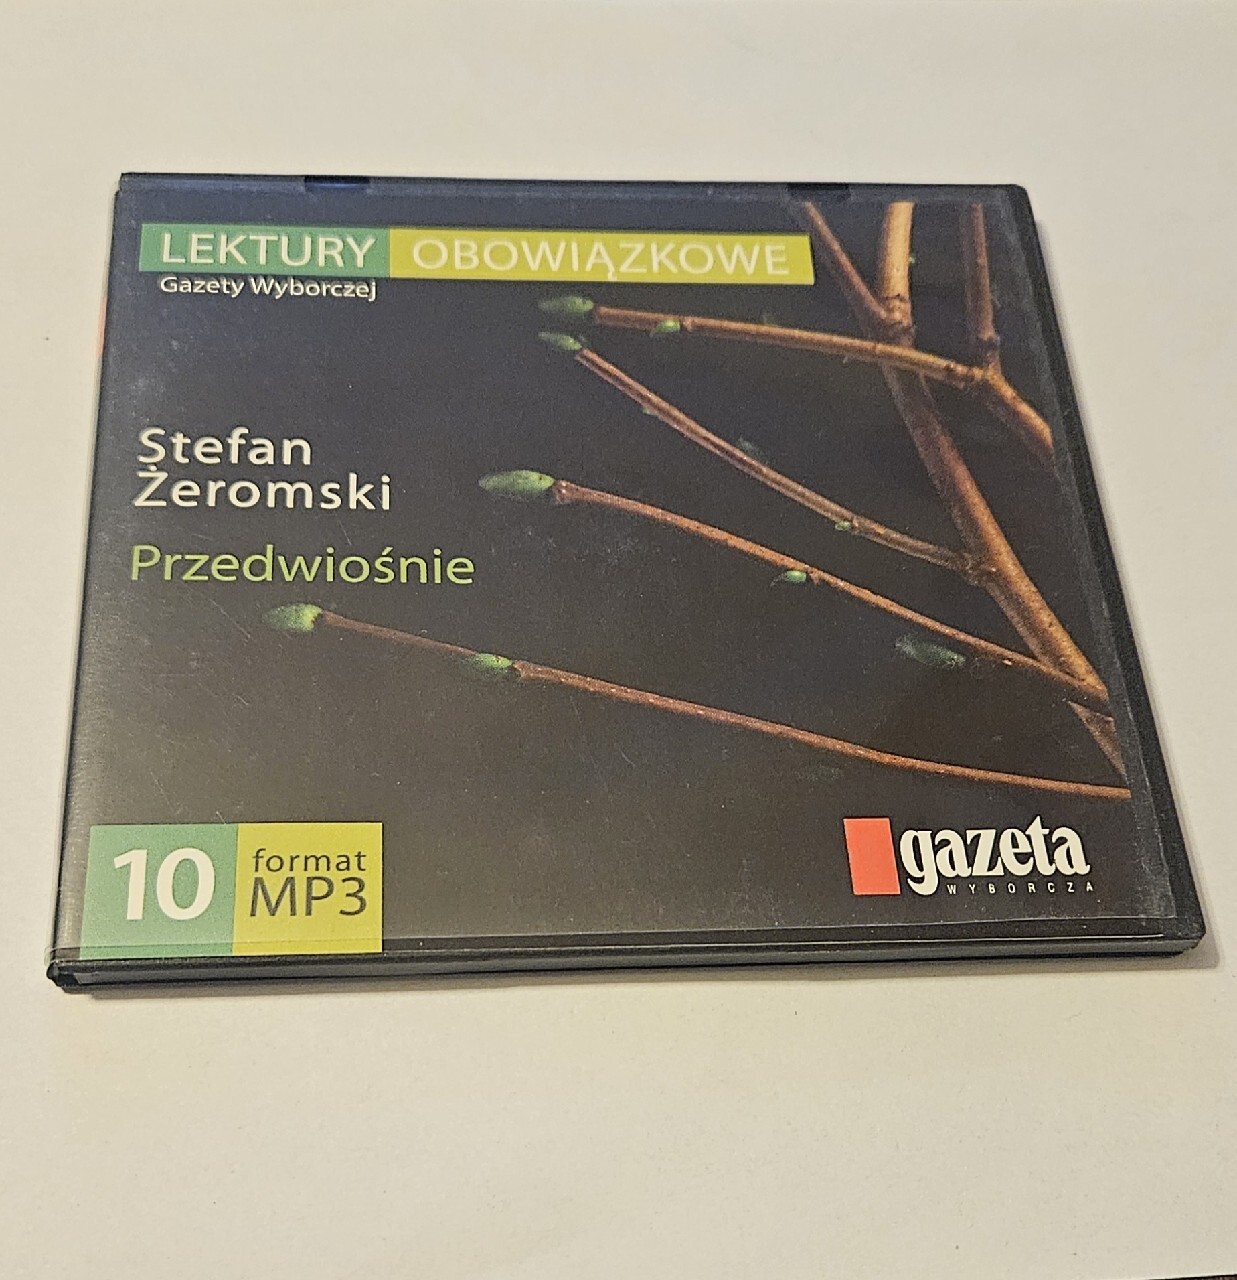 LEKTURY OBOWIĄZKOWE
Gazety Wyborczej
Stefan
Żeromski
Przedwiośnie
10 format
MP3
gazeta
WYBORCZA